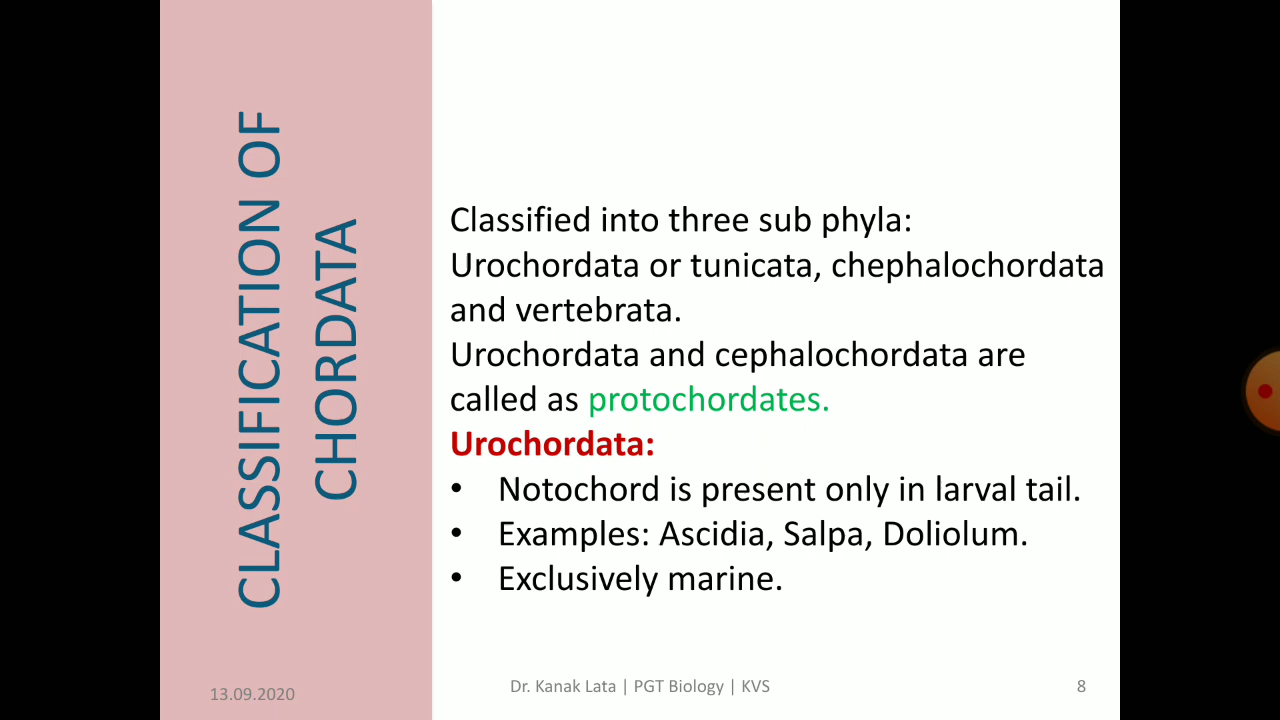 CLASSIFICATION OF
CHORDATA
Classified into three sub phyla:
Urochordata or tunicata, chephalochordata
and vertebrata.
Urochordata and cephalochordata are
called as protochordates.
Urochordata:
• Notochord is present only in larval tail.
• Examples: Ascidia, Salpa, Doliolum.
• Exclusively marine.
13.09.2020
Dr. Kanak Lata | PGT Biology | KVS
8